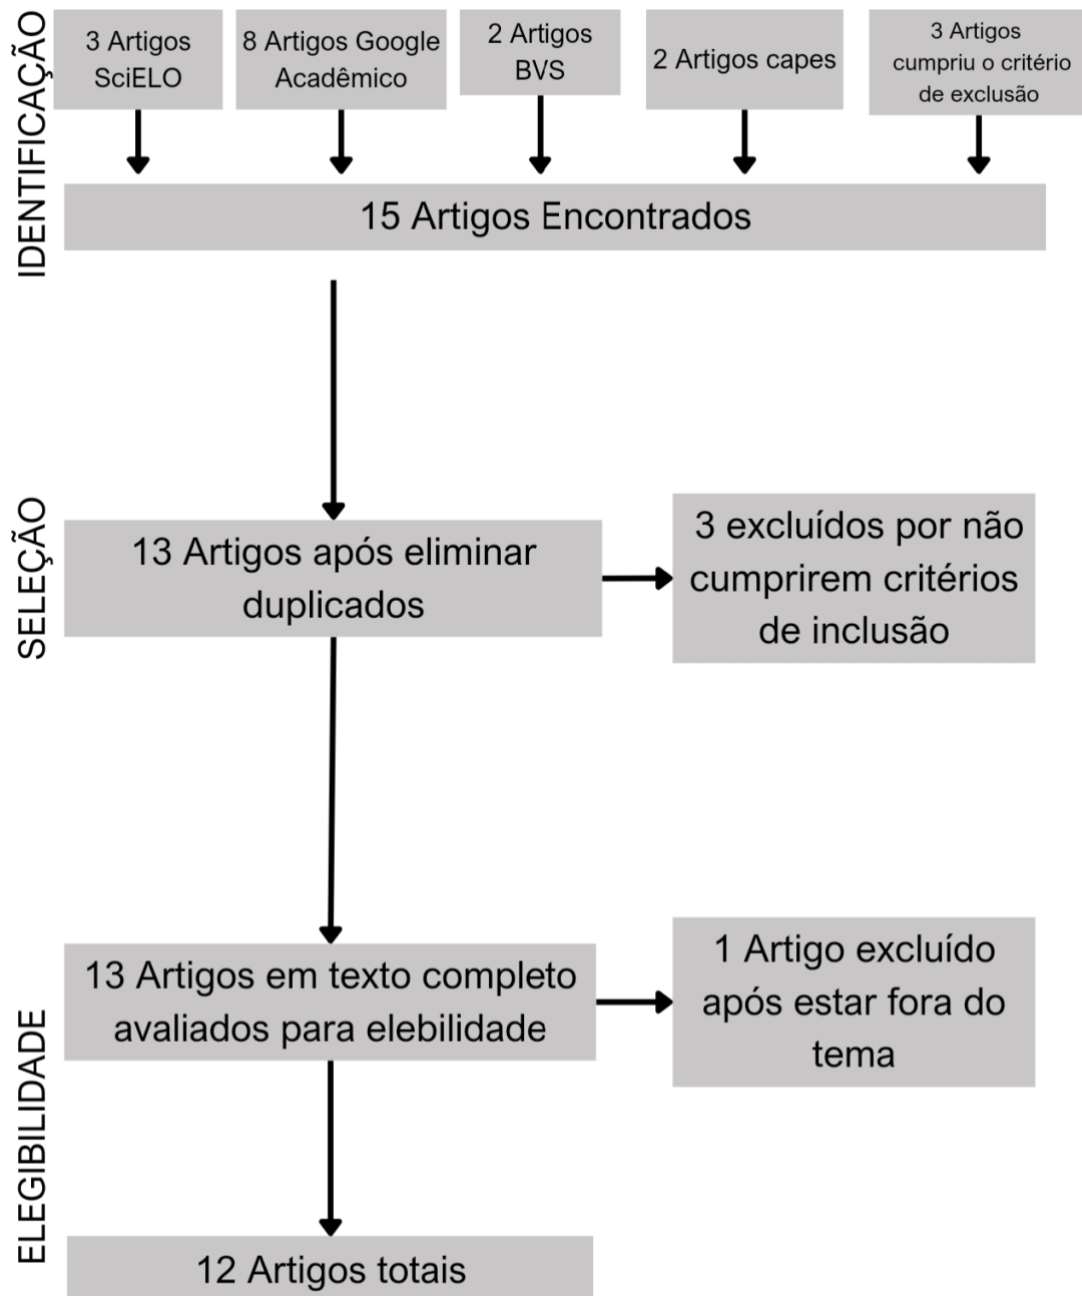 IDENTIFICAÇÃO
3 Artigos
SciELO
8 Artigos Google
Acadêmico
2 Artigos
BVS
2 Artigos capes
3 Artigos
cumpriu o critério
de exclusão
15 Artigos Encontrados
SELEÇÃO
13 Artigos após eliminar
duplicados
3 excluídos por não
cumprirem critérios
de inclusão
ELEGIBILIDADE
13 Artigos em texto completo
avaliados para elebilidade
1 Artigo excluído
após estar fora do
tema
12 Artigos totais